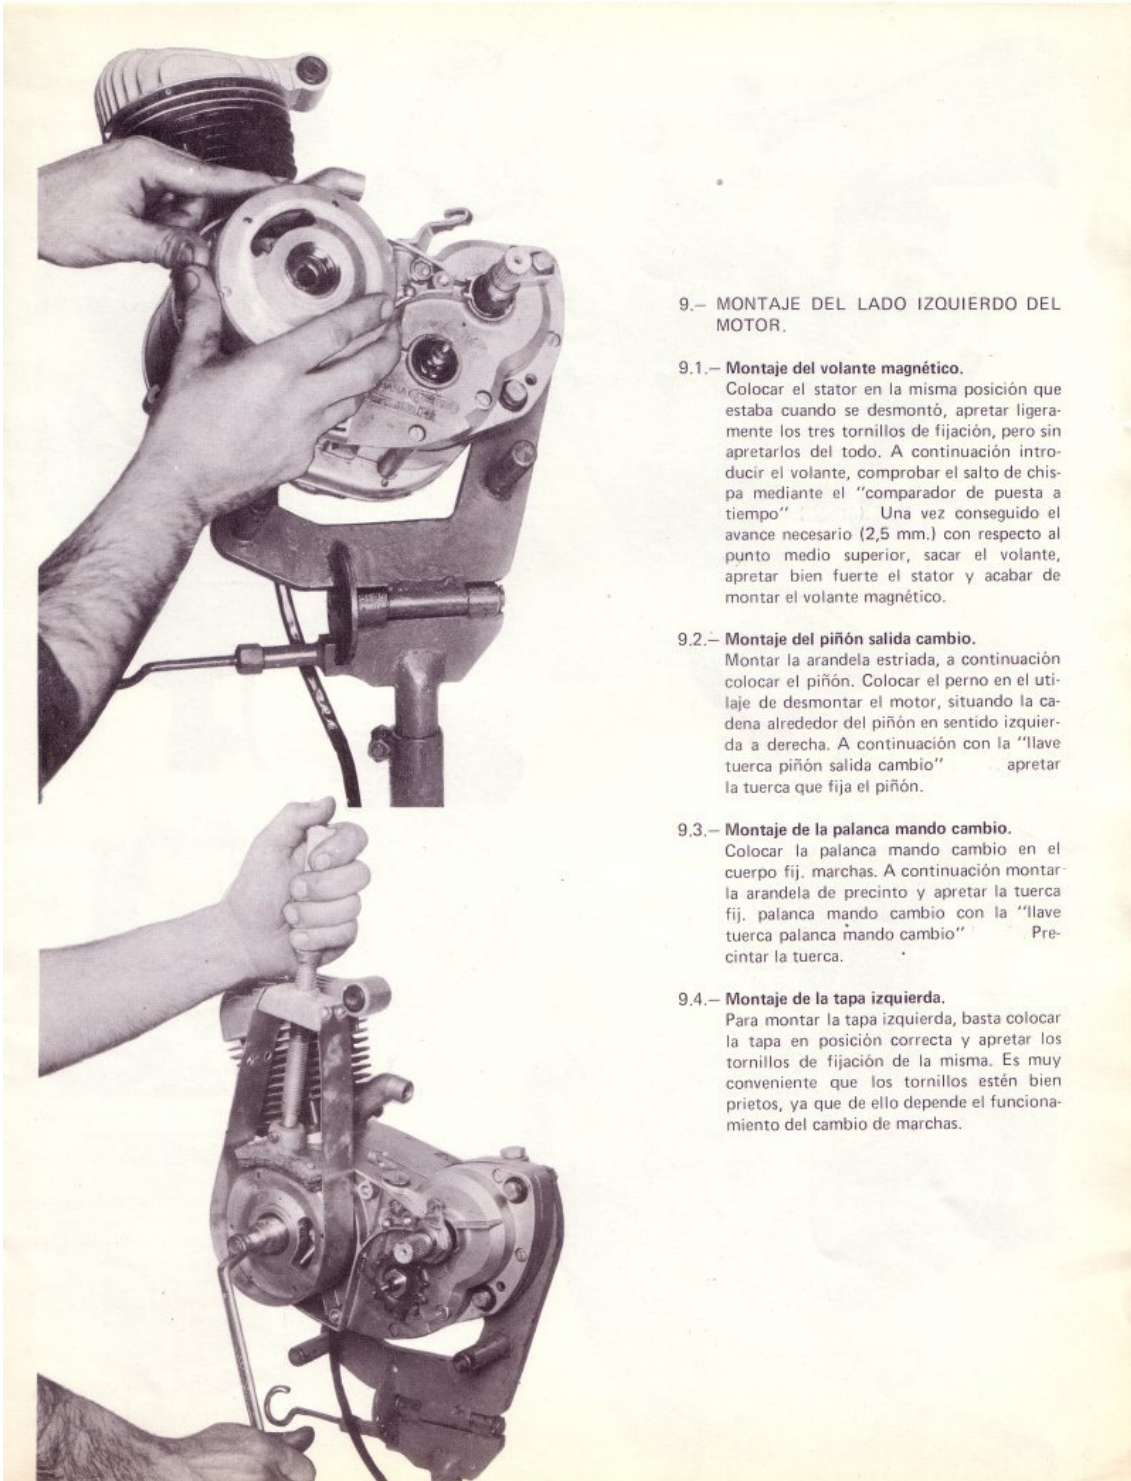 9.— MONTAJE DEL LADO IZQUIERDO DEL
MOTOR.
9.1.— Montaje del volante magnético.
Colocar el stator en la misma posición que
estaba cuando se desmontó, apretar ligera-
mente los tres tornillos de fijación, pero sin
apretarlos del todo. A continuación intro-
ducir el volante, comprobar el salto de chis-
pa mediante el "comparador de puesta a
tiempo" Una vez conseguido el
avance necesario (2,5 mm.) con respecto al
punto medio superior, sacar el volante,
apretar bien fuerte el stator y acabar de
montar el volante magnético.
9.2.— Montaje del piñón salida cambio.
Montar la arandela estriada, a continuación
colocar el piñón. Colocar el perno en el uti-
laje de desmontar el motor, situando la ca-
dena alrededor del piñón en sentido izquier-
da a derecha. A continuación con la "llave
tuerca piñón salida cambio" apretar
la tuerca que fija el piñón.
9.3.— Montaje de la palanca mando cambio.
Colocar la palanca mando cambio en el
cuerpo fij. marchas. A continuación montar
la arandela de precinto y apretar la tuerca
fij. palanca mando cambio con la "llave
tuerca palanca mando cambio" Pre-
cintar la tuerca.
9.4.— Montaje de la tapa izquierda.
Para montar la tapa izquierda, basta colocar
la tapa en posición correcta y apretar los
tornillos de fijación de la misma. Es muy
conveniente que los tornillos estén bien
prietos, ya que de ello depende el funciona-
miento del cambio de marchas.